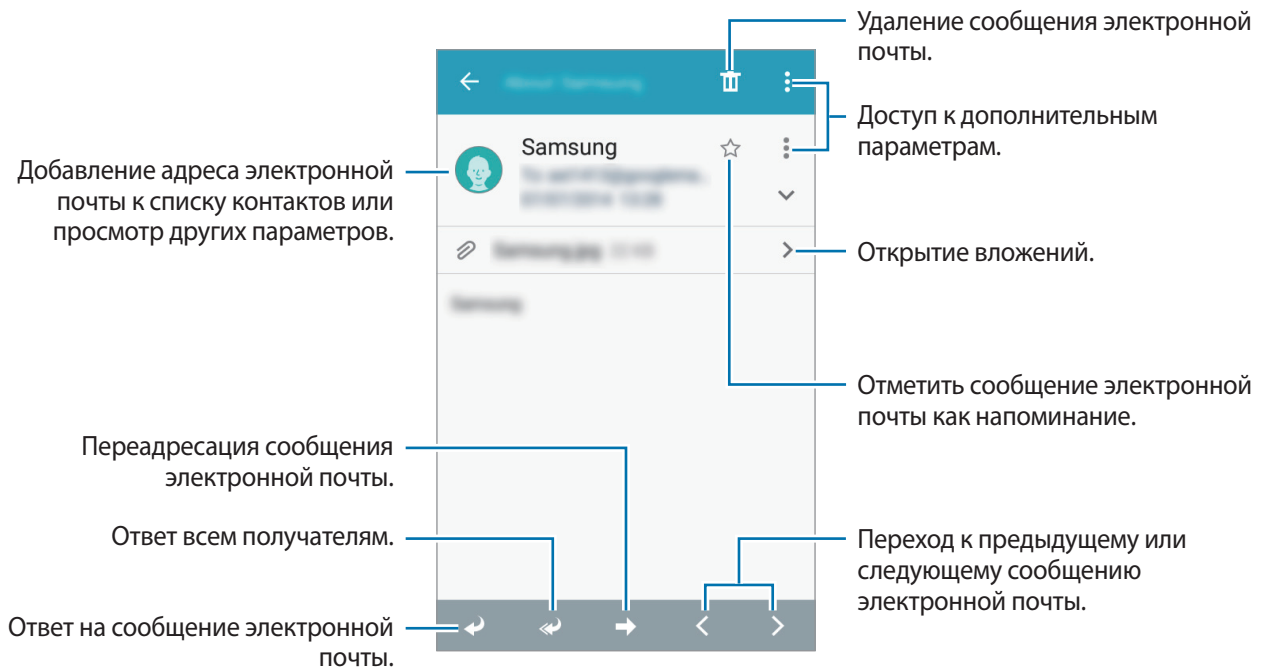 Удаление сообщения электронной
почты.
Доступ к дополнительным
параметрам.
Samsung
Добавление адреса электронной
почты к списку контактов или
просмотр других параметров.
Открытие вложений.
Отметить сообщение электронной
почты как напоминание.
Переадресация сообщения
электронной почты.
Ответ всем получателям.
Переход к предыдущему или
следующему сообщению
электронной почты.
Ответ на сообщение электронной
почты.